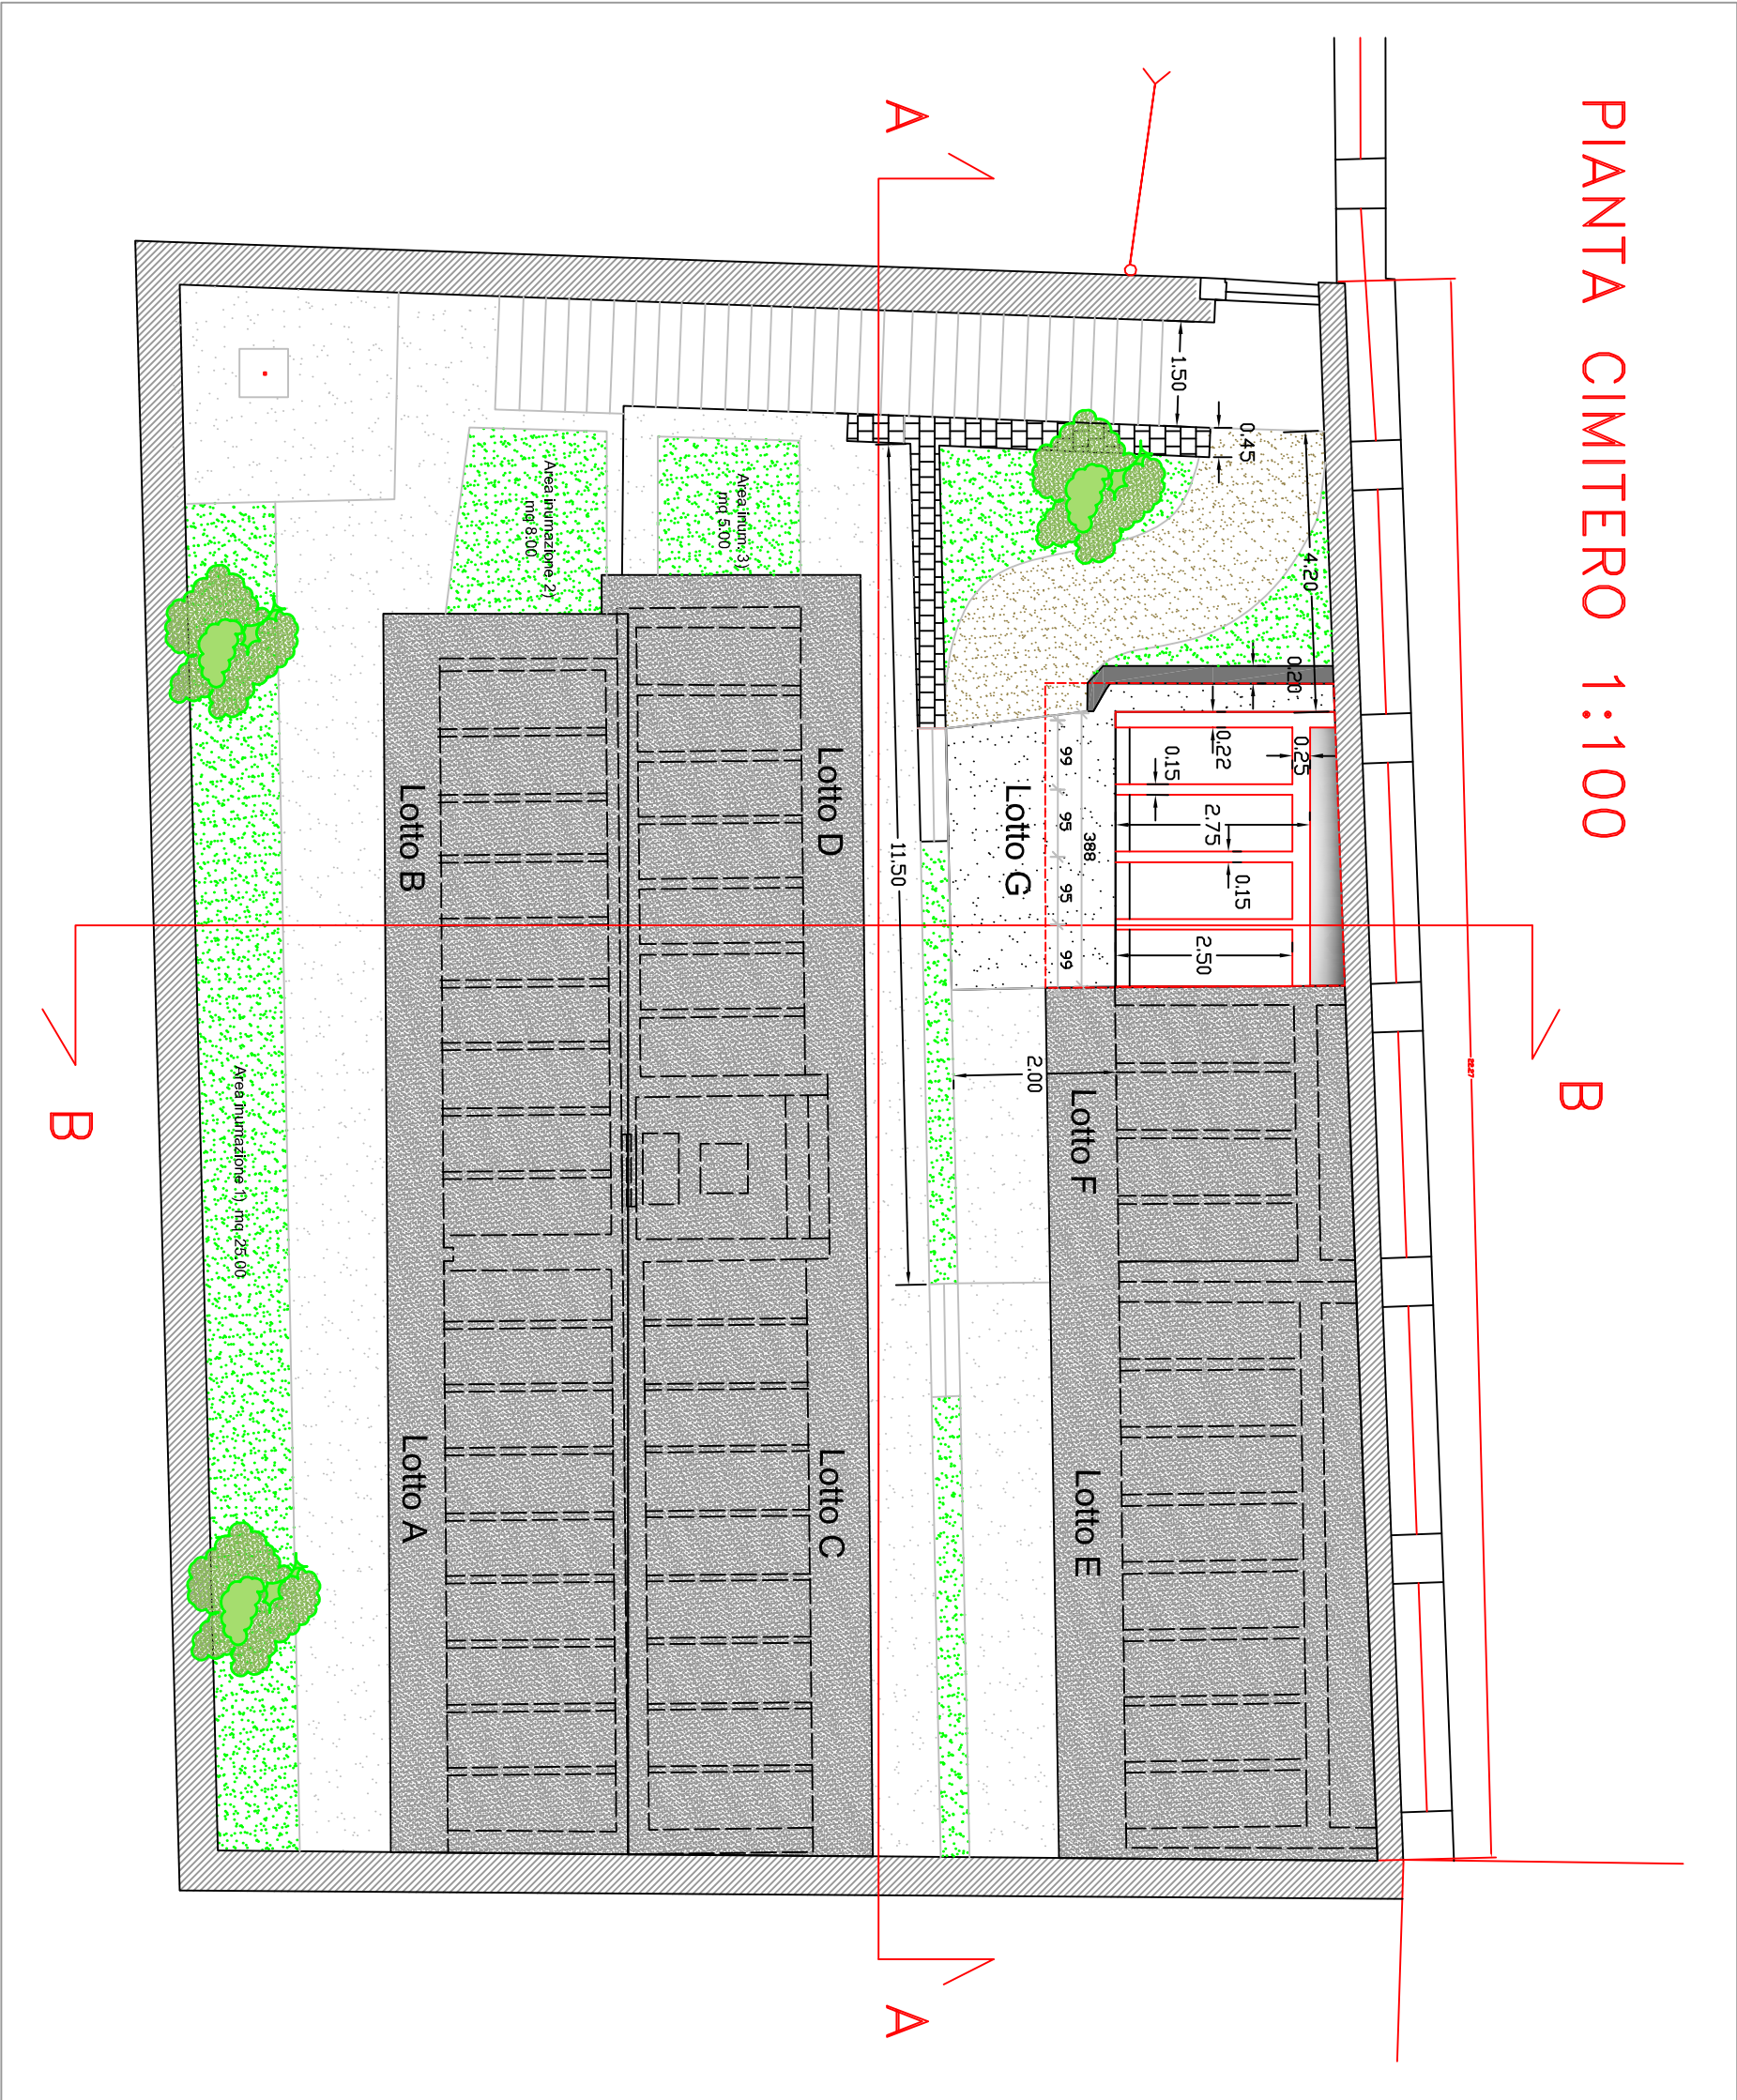 PIANTA CIMITERO 1:100
A
B
1.50
0.45
4.20
0.20
0.22
0.25
0.15
2.75
0.15
2.50
99
95
388
95
99
Lotto G
11.50
2.00
Lotto F
Lotto E
Lotto D
Lotto C
Lotto B
Lotto A
Area inum. 3)
mq 5.00
Area inumazione 2)
mq 8.00
Area inumazione 1) mq 25.00
B
A